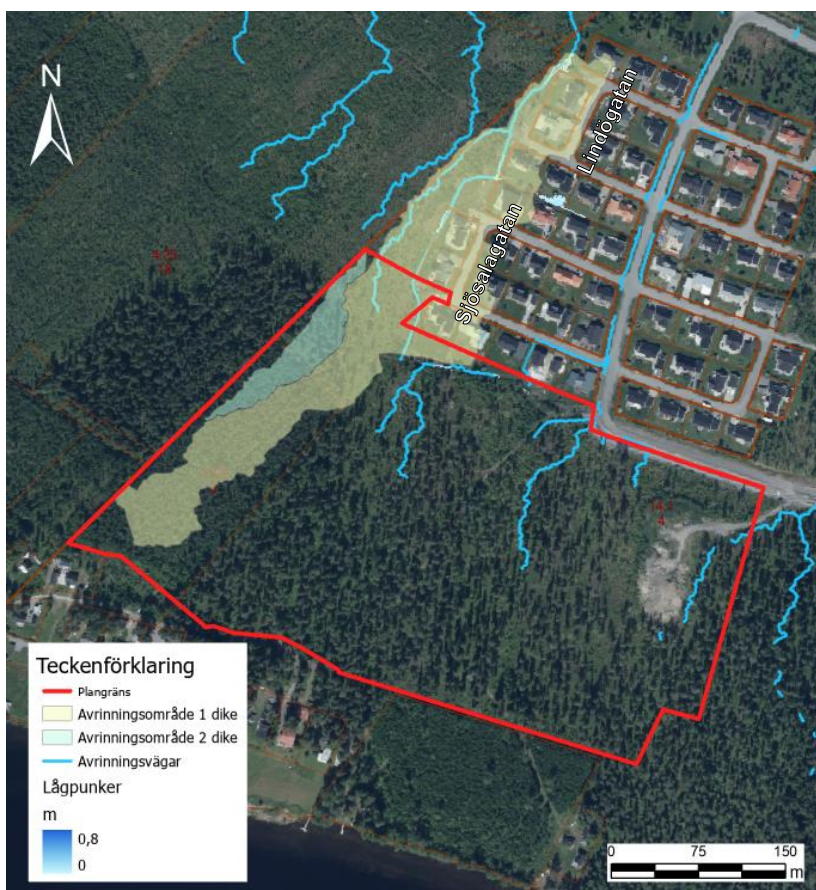 N
Lindögatan
Sjösalagatan
Teckenförklaring
Plangräns
Avrinningsområde 1 dike
Avrinningsområde 2 dike
Avrinningsvägar
Lågpunker
m
0,8
0
0 75 150
m